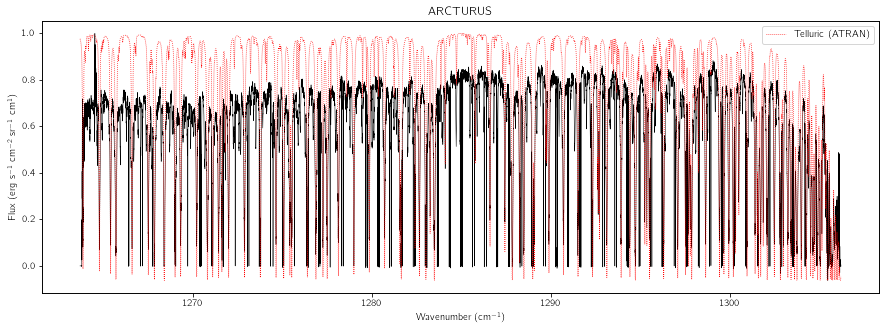 ARCTURUS
Telluric (ATRAN)
1.0
0.8
0.6
0.4
0.2
0.0
Flux (erg s⁻¹ cm⁻² sr⁻¹ cm¹)
1270 1280 1290 1300
Wavenumber (cm⁻¹)